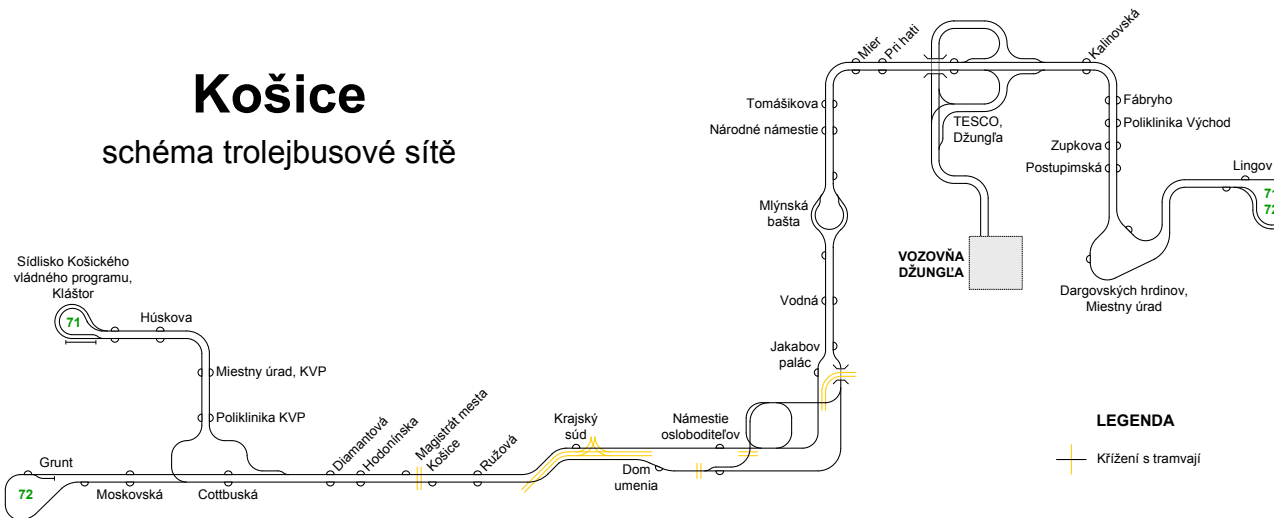 Košice
schéma trolejbusové sítě
Mier
Pri hati
Kalinovská
Tomášikova
Národné námestie
TESCO,
Džungľa
Fábryho
Poliklinika Východ
Zupkova
Postupimská
Lingov
71
72
Mlýnská
bašta
VOZOVŇA
DŽUNGĽA
Dargovských hrdinov,
Miestny úrad
Sídlisko Košického
vládného programu,
Kláštor
71
Húskova
Vodná
Miestny úrad, KVP
Jakabov
palác
Poliklinika KVP
Diamantová
Hodonínska
Magistrát mesta
Košice
Ružová
Krajský
súd
Námestie
osloboditeľov
LEGENDA
Křížení s tramvají
Grunt
72
Moskovská
Cottbuská
Dom
umenia